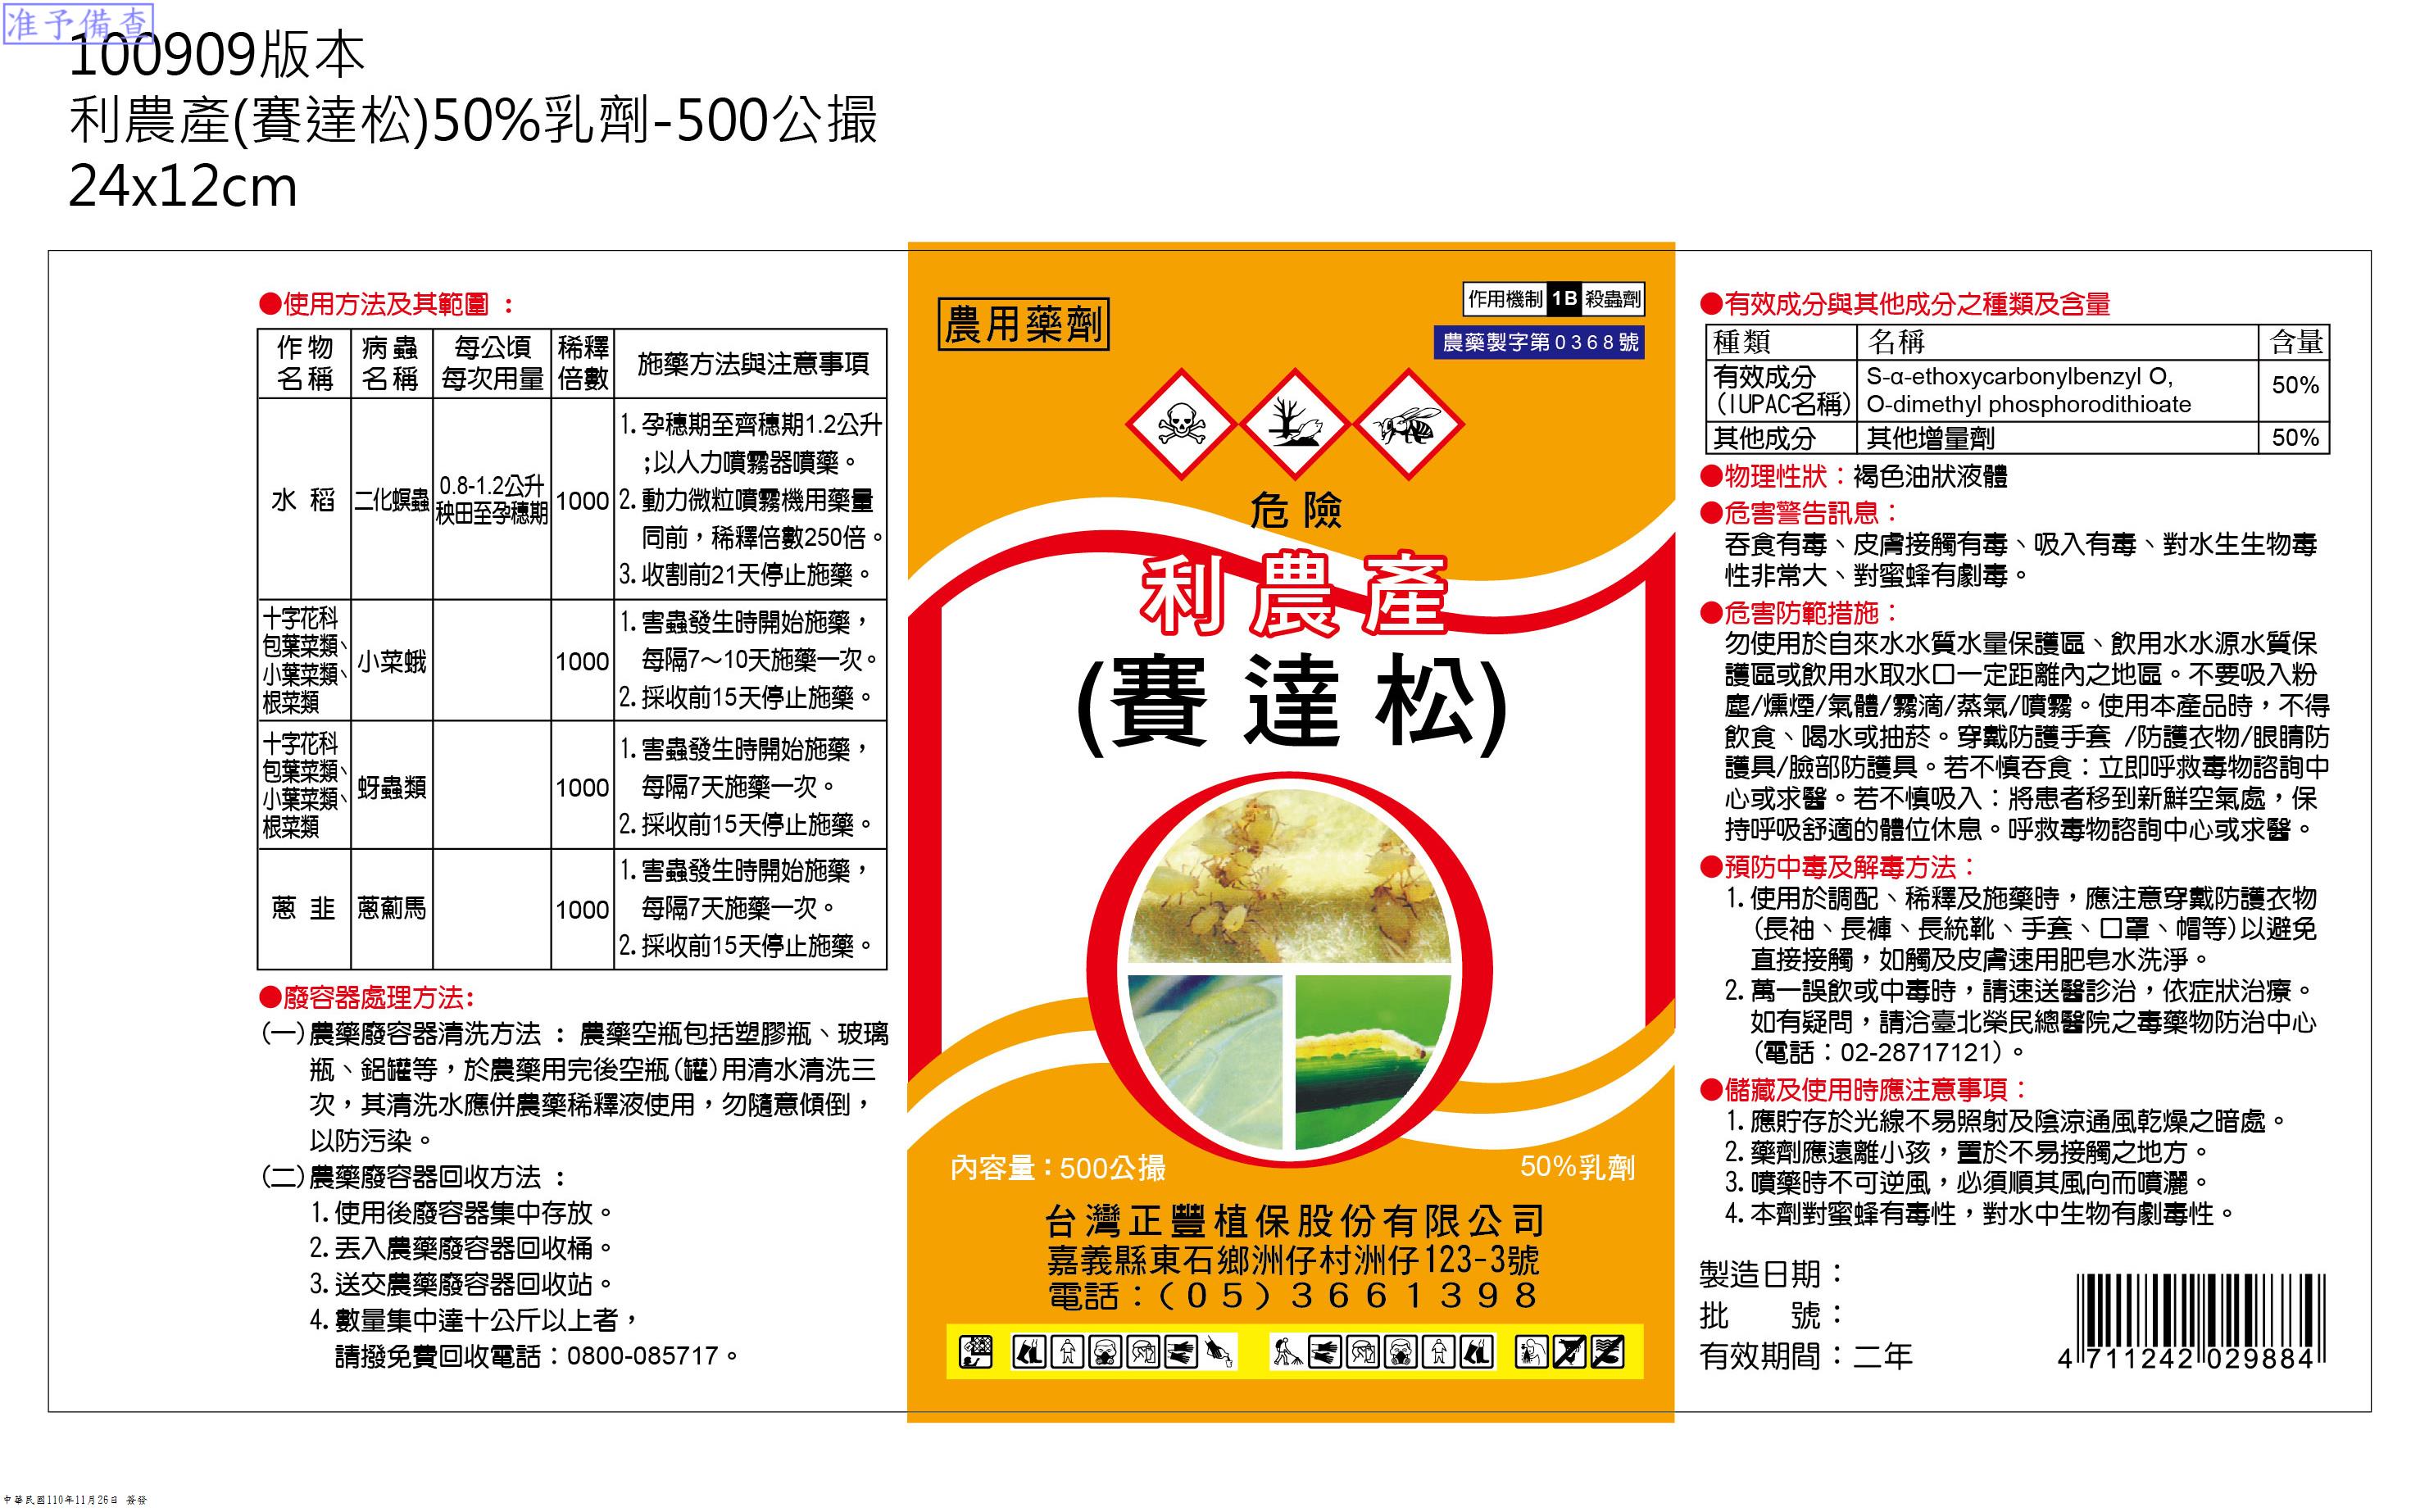 准予備查
100909版本
利農產(賽達松)50%乳劑-500公撮
24x12cm
●使用方法及其範圍：
作物名稱 病蟲名稱 每公頃每次用量 稀釋倍數 施藥方法與注意事項
水稻 二化螟蟲 0.8-1.2公升秧田至孕穗期 1000
1.孕穗期至齊穗期1.2公升
;以人力噴霧器噴藥。
2.動力微粒噴霧機用藥量
同前，稀釋倍數250倍。
3.收割前21天停止施藥。
十字花科
包葉菜類、
小葉菜類、
根菜類
小菜蛾 1000
1.害蟲發生時開始施藥，
每隔7～10天施藥一次。
2.採收前15天停止施藥。
十字花科
包葉菜類、
小葉菜類、
根菜類
蚜蟲類 1000
1.害蟲發生時開始施藥，
每隔7天施藥一次。
2.採收前15天停止施藥。
蔥韭 蔥薊馬 1000
1.害蟲發生時開始施藥，
每隔7天施藥一次。
2.採收前15天停止施藥。
●廢容器處理方法:
(一)農藥廢容器清洗方法：農藥空瓶包括塑膠瓶、玻璃
瓶、鋁罐等，於農藥用完後空瓶(罐)用清水清洗三
次，其清洗水應併農藥稀釋液使用，勿隨意傾倒，
以防污染。
(二)農藥廢容器回收方法：
1.使用後廢容器集中存放。
2.丟入農藥廢容器回收桶。
3.送交農藥廢容器回收站。
4.數量集中達十公斤以上者，
請撥免費回收電話：0800-085717。
農用藥劑
作用機制 1B 殺蟲劑
農藥製字第0368號
危險
利農產
(賽達松)
內容量：500公撮
50%乳劑
台灣正豐植保股份有限公司
嘉義縣東石鄉洲仔村洲仔123-3號
電話：(05)3661398
●有效成分與其他成分之種類及含量
種類 名稱 含量
有效成分
(IUPAC名稱)
S-α-ethoxycarbonylbenzyl O,
O-dimethyl phosphorodithioate
50%
其他成分 其他增量劑 50%
●物理性狀：褐色油狀液體
●危害警告訊息：
吞食有毒、皮膚接觸有毒、吸入有毒、對水生生物毒
性非常大、對蜜蜂有劇毒。
●危害防範措施：
勿使用於自來水水質水量保護區、飲用水水源水質保
護區或飲用水取水口一定距離內之地區。不要吸入粉
塵/燻煙/氣體/霧滴/蒸氣/噴霧。使用本產品時，不得
飲食、喝水或抽菸。穿戴防護手套 /防護衣物/眼睛防
護具/臉部防護具。若不慎吞食：立即呼救毒物諮詢中
心或求醫。若不慎吸入：將患者移到新鮮空氣處，保
持呼吸舒適的體位休息。呼救毒物諮詢中心或求醫。
●預防中毒及解毒方法：
1.使用於調配、稀釋及施藥時，應注意穿戴防護衣物
(長袖、長褲、長統靴、手套、口罩、帽等)以避免
直接接觸，如觸及皮膚速用肥皂水洗淨。
2.萬一誤飲或中毒時，請速送醫診治，依症狀治療。
如有疑問，請洽臺北榮民總醫院之毒藥物防治中心
(電話：02-28717121)。
●儲藏及使用時應注意事項：
1.應貯存於光線不易照射及陰涼通風乾燥之暗處。
2.藥劑應遠離小孩，置於不易接觸之地方。
3.噴藥時不可逆風，必須順其風向而噴灑。
4.本劑對蜜蜂有毒性，對水中生物有劇毒性。
製造日期：
批　　號：
有效期間：二年
4 711242 029884
中華民國110年11月26日 簽發